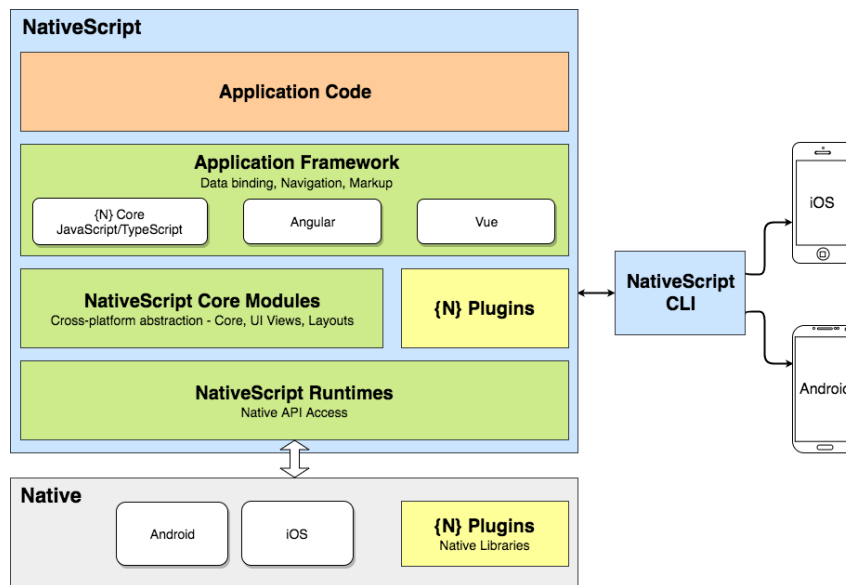 NativeScript
Application Code
Application Framework
Data binding, Navigation, Markup
{N} Core
JavaScript/TypeScript
Angular
Vue
NativeScript Core Modules
Cross-platform abstraction - Core, UI Views, Layouts
{N} Plugins
NativeScript Runtimes
Native API Access
NativeScript
CLI
iOS
Android
Native
Android
iOS
{N} Plugins
Native Libraries